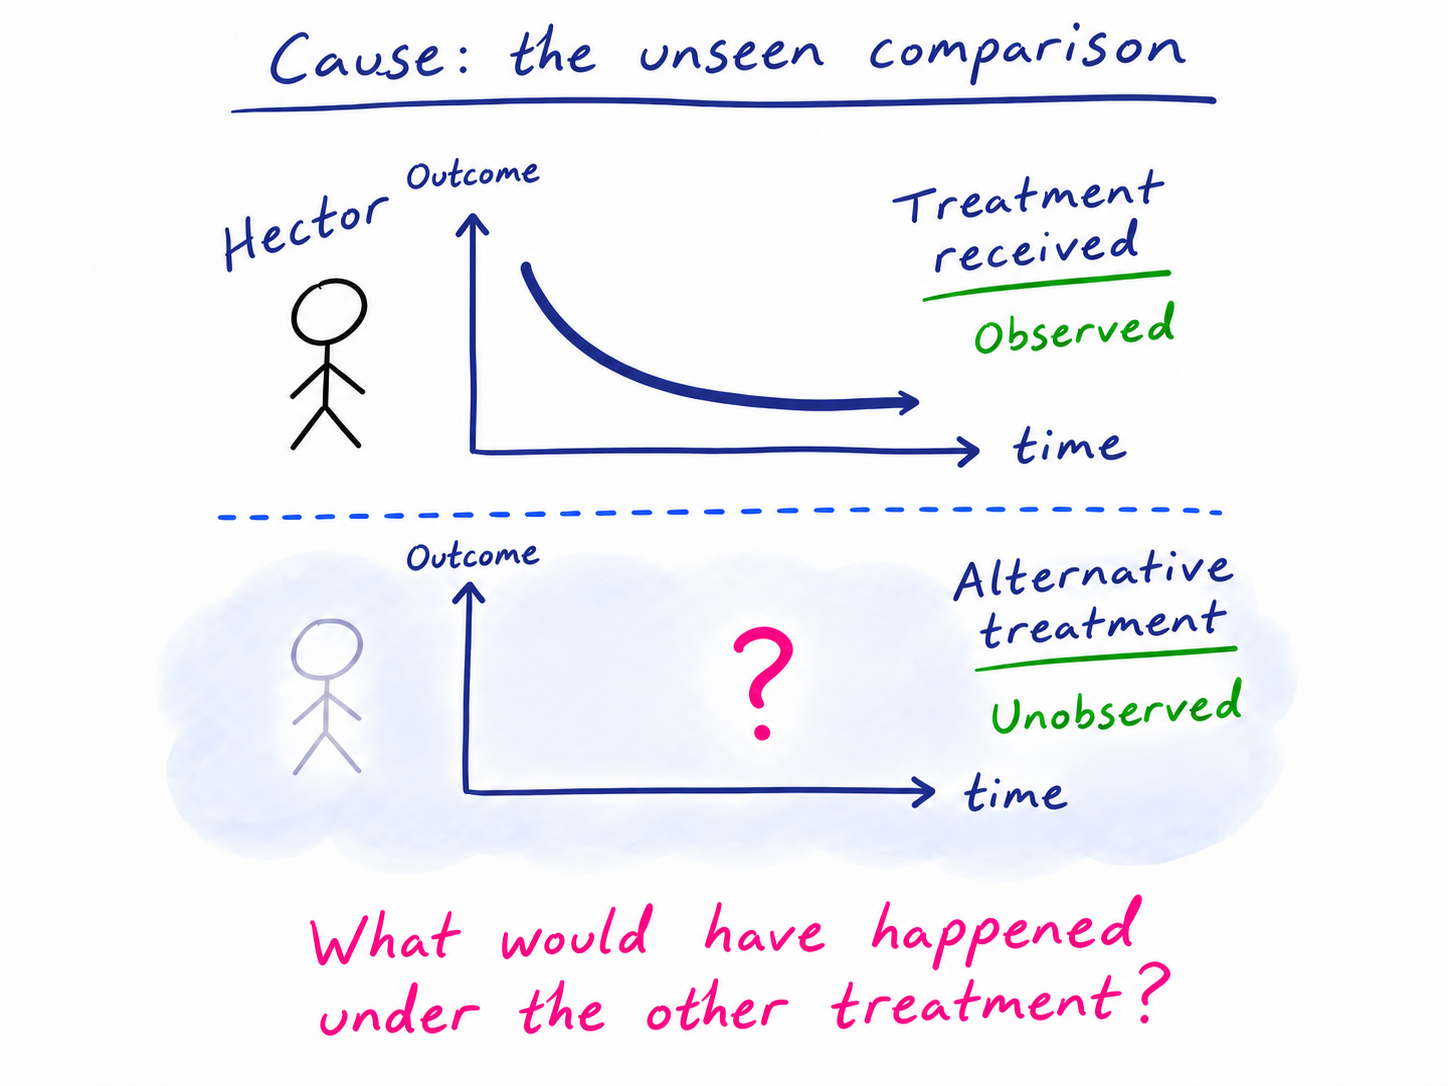 Cause: the unseen comparison
Hector
Outcome
Treatment
received
Observed
time
Outcome
Alternative
treatment
Unobserved
?
time
What would have happened
under the other treatment?